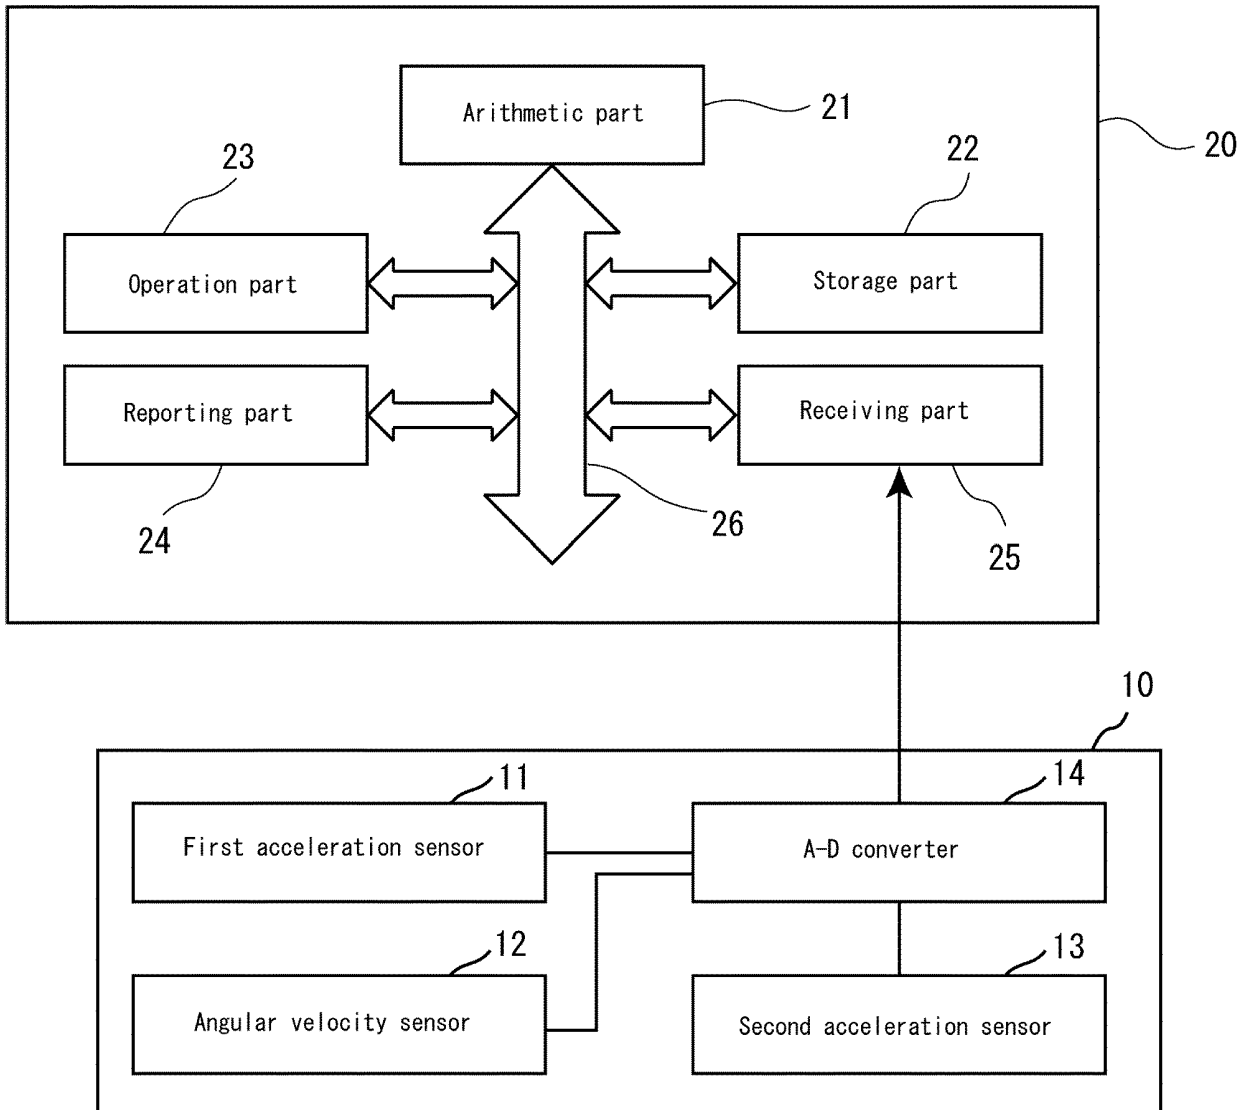 Arithmetic part
21
20
23
22
Operation part
Storage part
Reporting part
Receiving part
24
26
25
10
11
14
First acceleration sensor
A-D converter
12
13
Angular velocity sensor
Second acceleration sensor